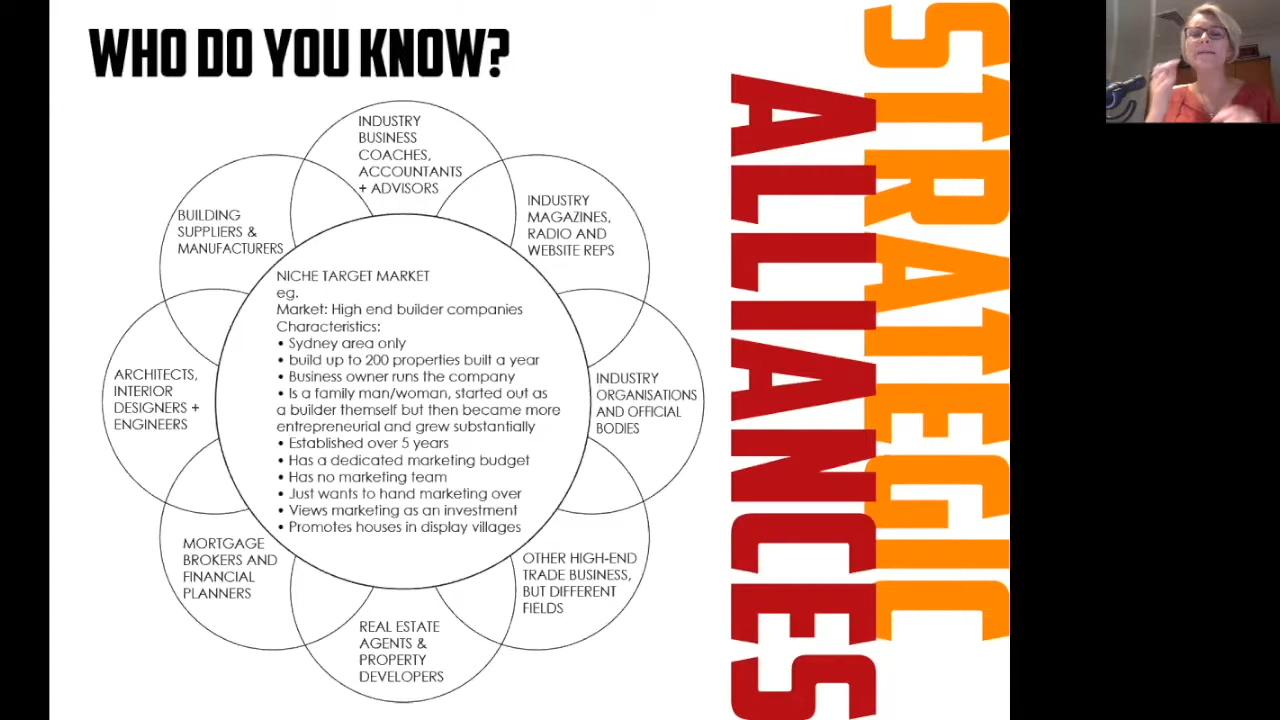 WHO DO YOU KNOW?
INDUSTRY
BUSINESS
COACHES,
ACCOUNTANTS
+ ADVISORS
INDUSTRY
MAGAZINES,
RADIO AND
WEBSITE REPS
INDUSTRY
ORGANISATIONS
AND OFFICIAL
BODIES
OTHER HIGH-END
TRADE BUSINESS,
BUT DIFFERENT
FIELDS
REAL ESTATE
AGENTS &
PROPERTY
DEVELOPERS
MORTGAGE
BROKERS AND
FINANCIAL
PLANNERS
ARCHITECTS,
INTERIOR
DESIGNERS +
ENGINEERS
BUILDING
SUPPLIERS &
MANUFACTURERS
NICHE TARGET MARKET
eg.
Market: High end builder companies
Characteristics:
• Sydney area only
• build up to 200 properties built a year
• Business owner runs the company
• Is a family man/woman, started out as
a builder themself but then became more
entrepreneurial and grew substantially
• Established over 5 years
• Has a dedicated marketing budget
• Has no marketing team
• Just wants to hand marketing over
• Views marketing as an investment
• Promotes houses in display villages
STRATEGIC
ALLIANCES